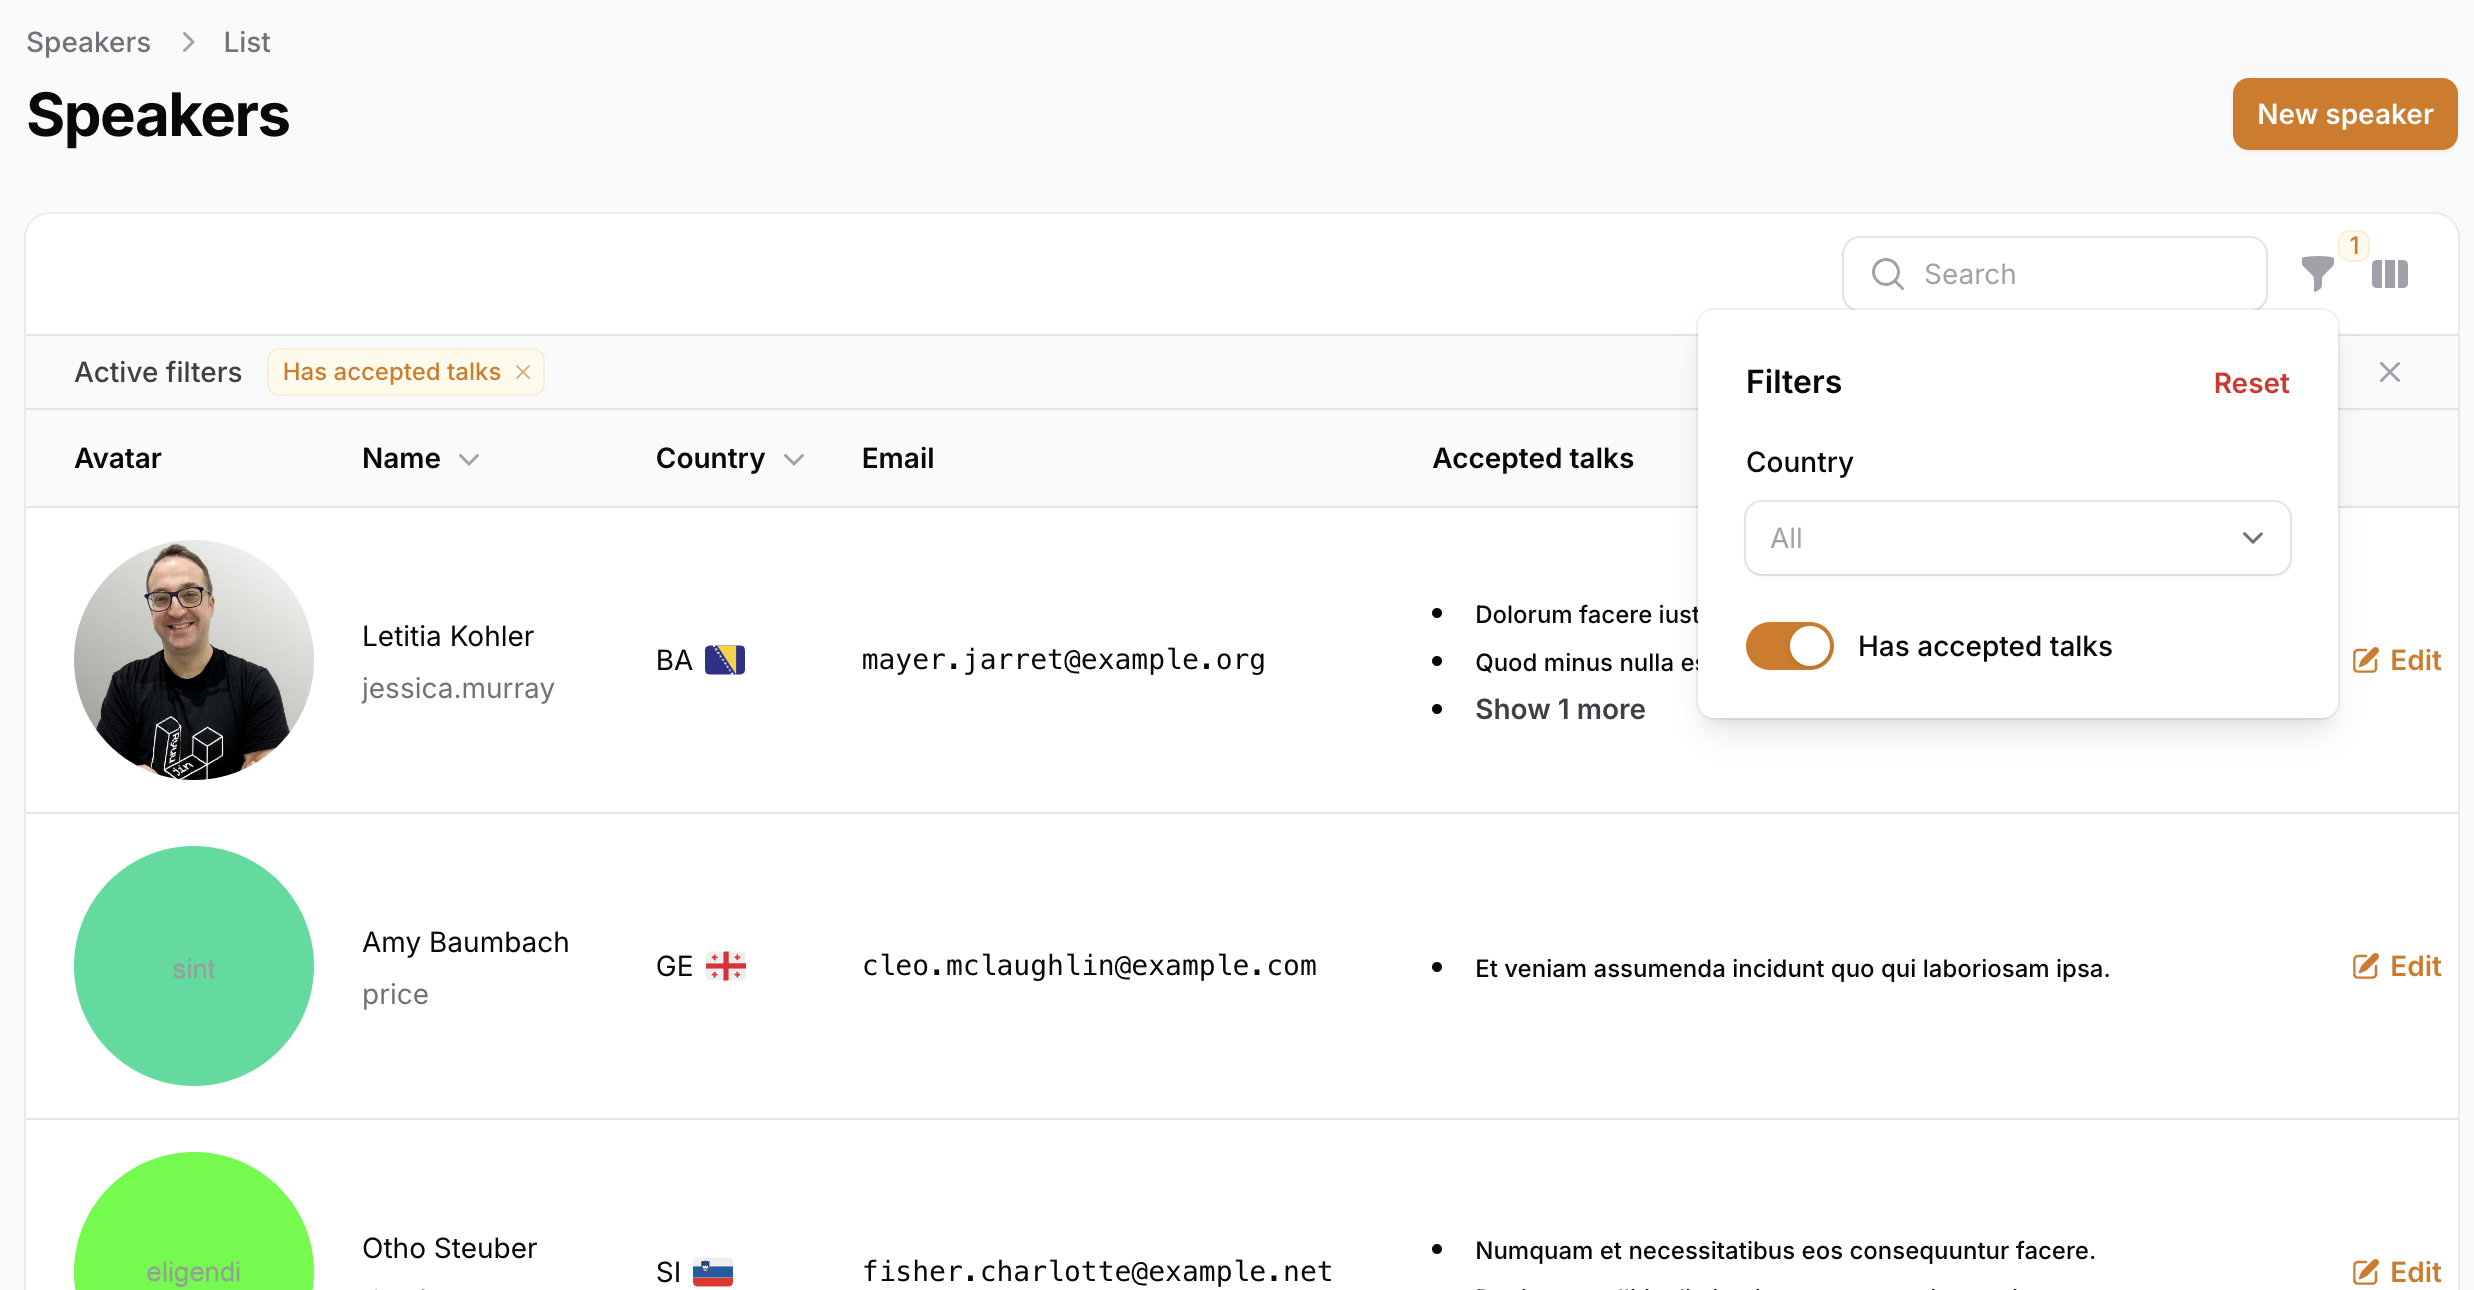 Speakers > List
Speakers
New speaker
Search
1
Active filters
Has accepted talks
Filters
Reset
Country
All
Has accepted talks
Avatar
Name
Country
Email
Accepted talks
Letitia Kohler
jessica.murray
BA
mayer.jarret@example.org
Dolorum facere iust
Quod minus nulla
Show 1 more
Edit
sint
Amy Baumbach
price
GE
cleo.mclaughlin@example.com
Et veniam assumenda incidunt quo qui laboriosam ipsa.
Edit
eligendi
Otho Steuber
SI
fisher.charlotte@example.net
Numquam et necessitatibus eos consequuntur facere.
Edit